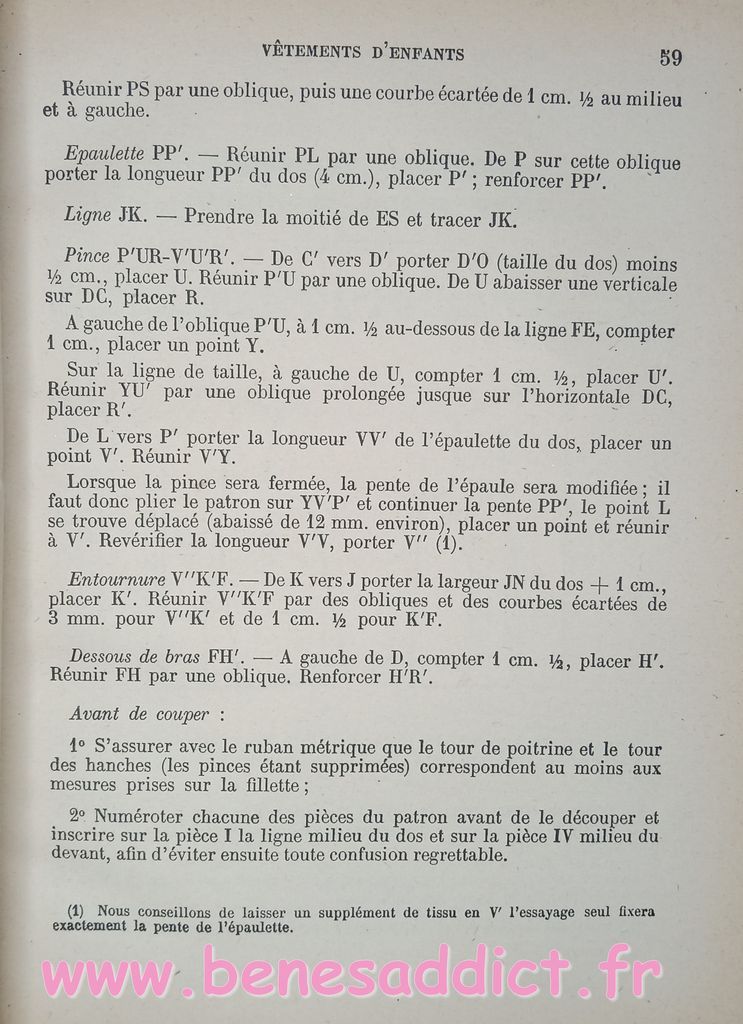 VÊTEMENTS D'ENFANTS 59
Réunir PS par une oblique, puis une courbe écartée de 1 cm. ½ au milieu
et à gauche.
Epaulette PP'. — Réunir PL par une oblique. De P sur cette oblique
porter la longueur PP' du dos (4 cm.), placer P' ; renforcer PP'.
Ligne JK. — Prendre la moitié de ES et tracer JK.
Pince P'UR-V'U'R'. — De C' vers D' porter D'O (taille du dos) moins
½ cm., placer U. Réunir P'U par une oblique. De U abaisser une verticale
sur DC, placer R.
A gauche de l'oblique P'U, à 1 cm. ½ au-dessous de la ligne FE, compter
1 cm., placer un point Y.
Sur la ligne de taille, à gauche de U, compter 1 cm. ½, placer U'.
Réunir YU' par une oblique prolongée jusque sur l'horizontale DC,
placer R'.
De L vers P' porter la longueur VV' de l'épaulette du dos, placer un
point V'. Réunir V'Y.
Lorsque la pince sera fermée, la pente de l'épaule sera modifiée ; il
faut donc plier le patron sur YV'P' et continuer la pente PP', le point L
se trouve déplacé (abaissé de 12 mm. environ), placer un point et réunir
à V'. Revérifier la longueur V'V, porter V'' (1).
Entournure V''K'F. — De K vers J porter la largeur JN du dos + 1 cm.,
placer K'. Réunir V''K'F par des obliques et des courbes écartées de
3 mm. pour V''K' et de 1 cm. ½ pour K'F.
Dessous de bras FH'. — A gauche de D, compter 1 cm. ½, placer H'.
Réunir FH par une oblique. Renforcer H'R'.
Avant de couper :
1° S'assurer avec le ruban métrique que le tour de poitrine et le tour
des hanches (les pinces étant supprimées) correspondent au moins aux
mesures prises sur la fillette ;
2° Numéroter chacune des pièces du patron avant de le découper et
inscrire sur la pièce I la ligne milieu du dos et sur la pièce IV milieu du
devant, afin d'éviter ensuite toute confusion regrettable.
(1) Nous conseillons de laisser un supplément de tissu en V' l'essayage seul fixera
exactement la pente de l'épaulette.
www.benesaddict.fr